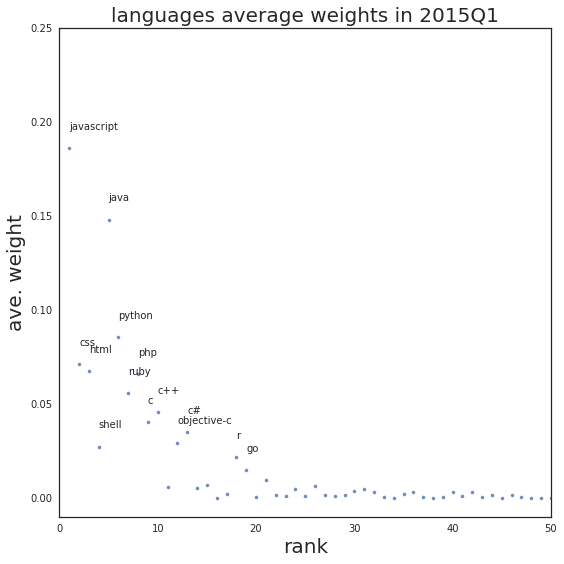 languages average weights in 2015Q1
0.25
0.20
0.15
0.10
0.05
0.00
ave. weight
javascript
java
python
css
html
php
ruby
c++
c
c#
objective-c
shell
r
go
0
10
20
30
40
50
rank